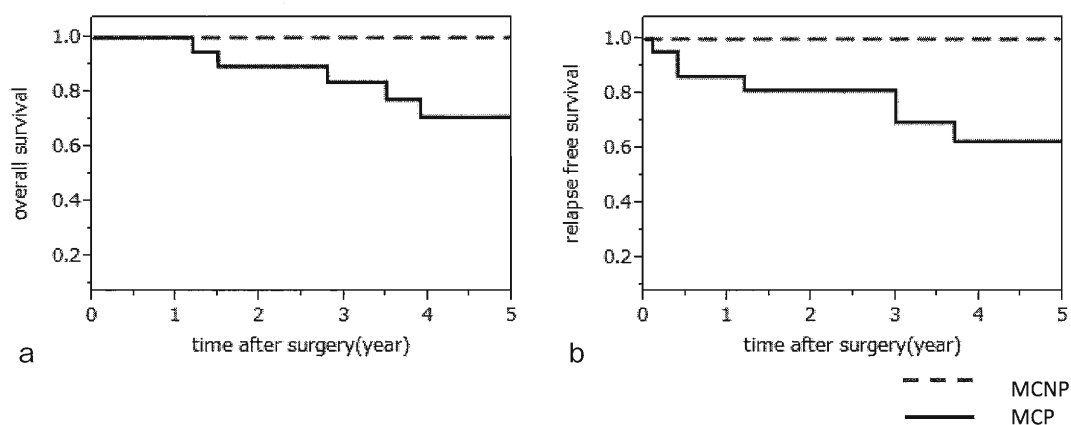 overall survival
1.0
0.8
0.6
0.4
0.2
0 1 2 3 4 5
time after surgery(year)
a
relapse free survival
1.0
0.8
0.6
0.4
0.2
0 1 2 3 4 5
time after surgery(year)
b
MCNP
MCP